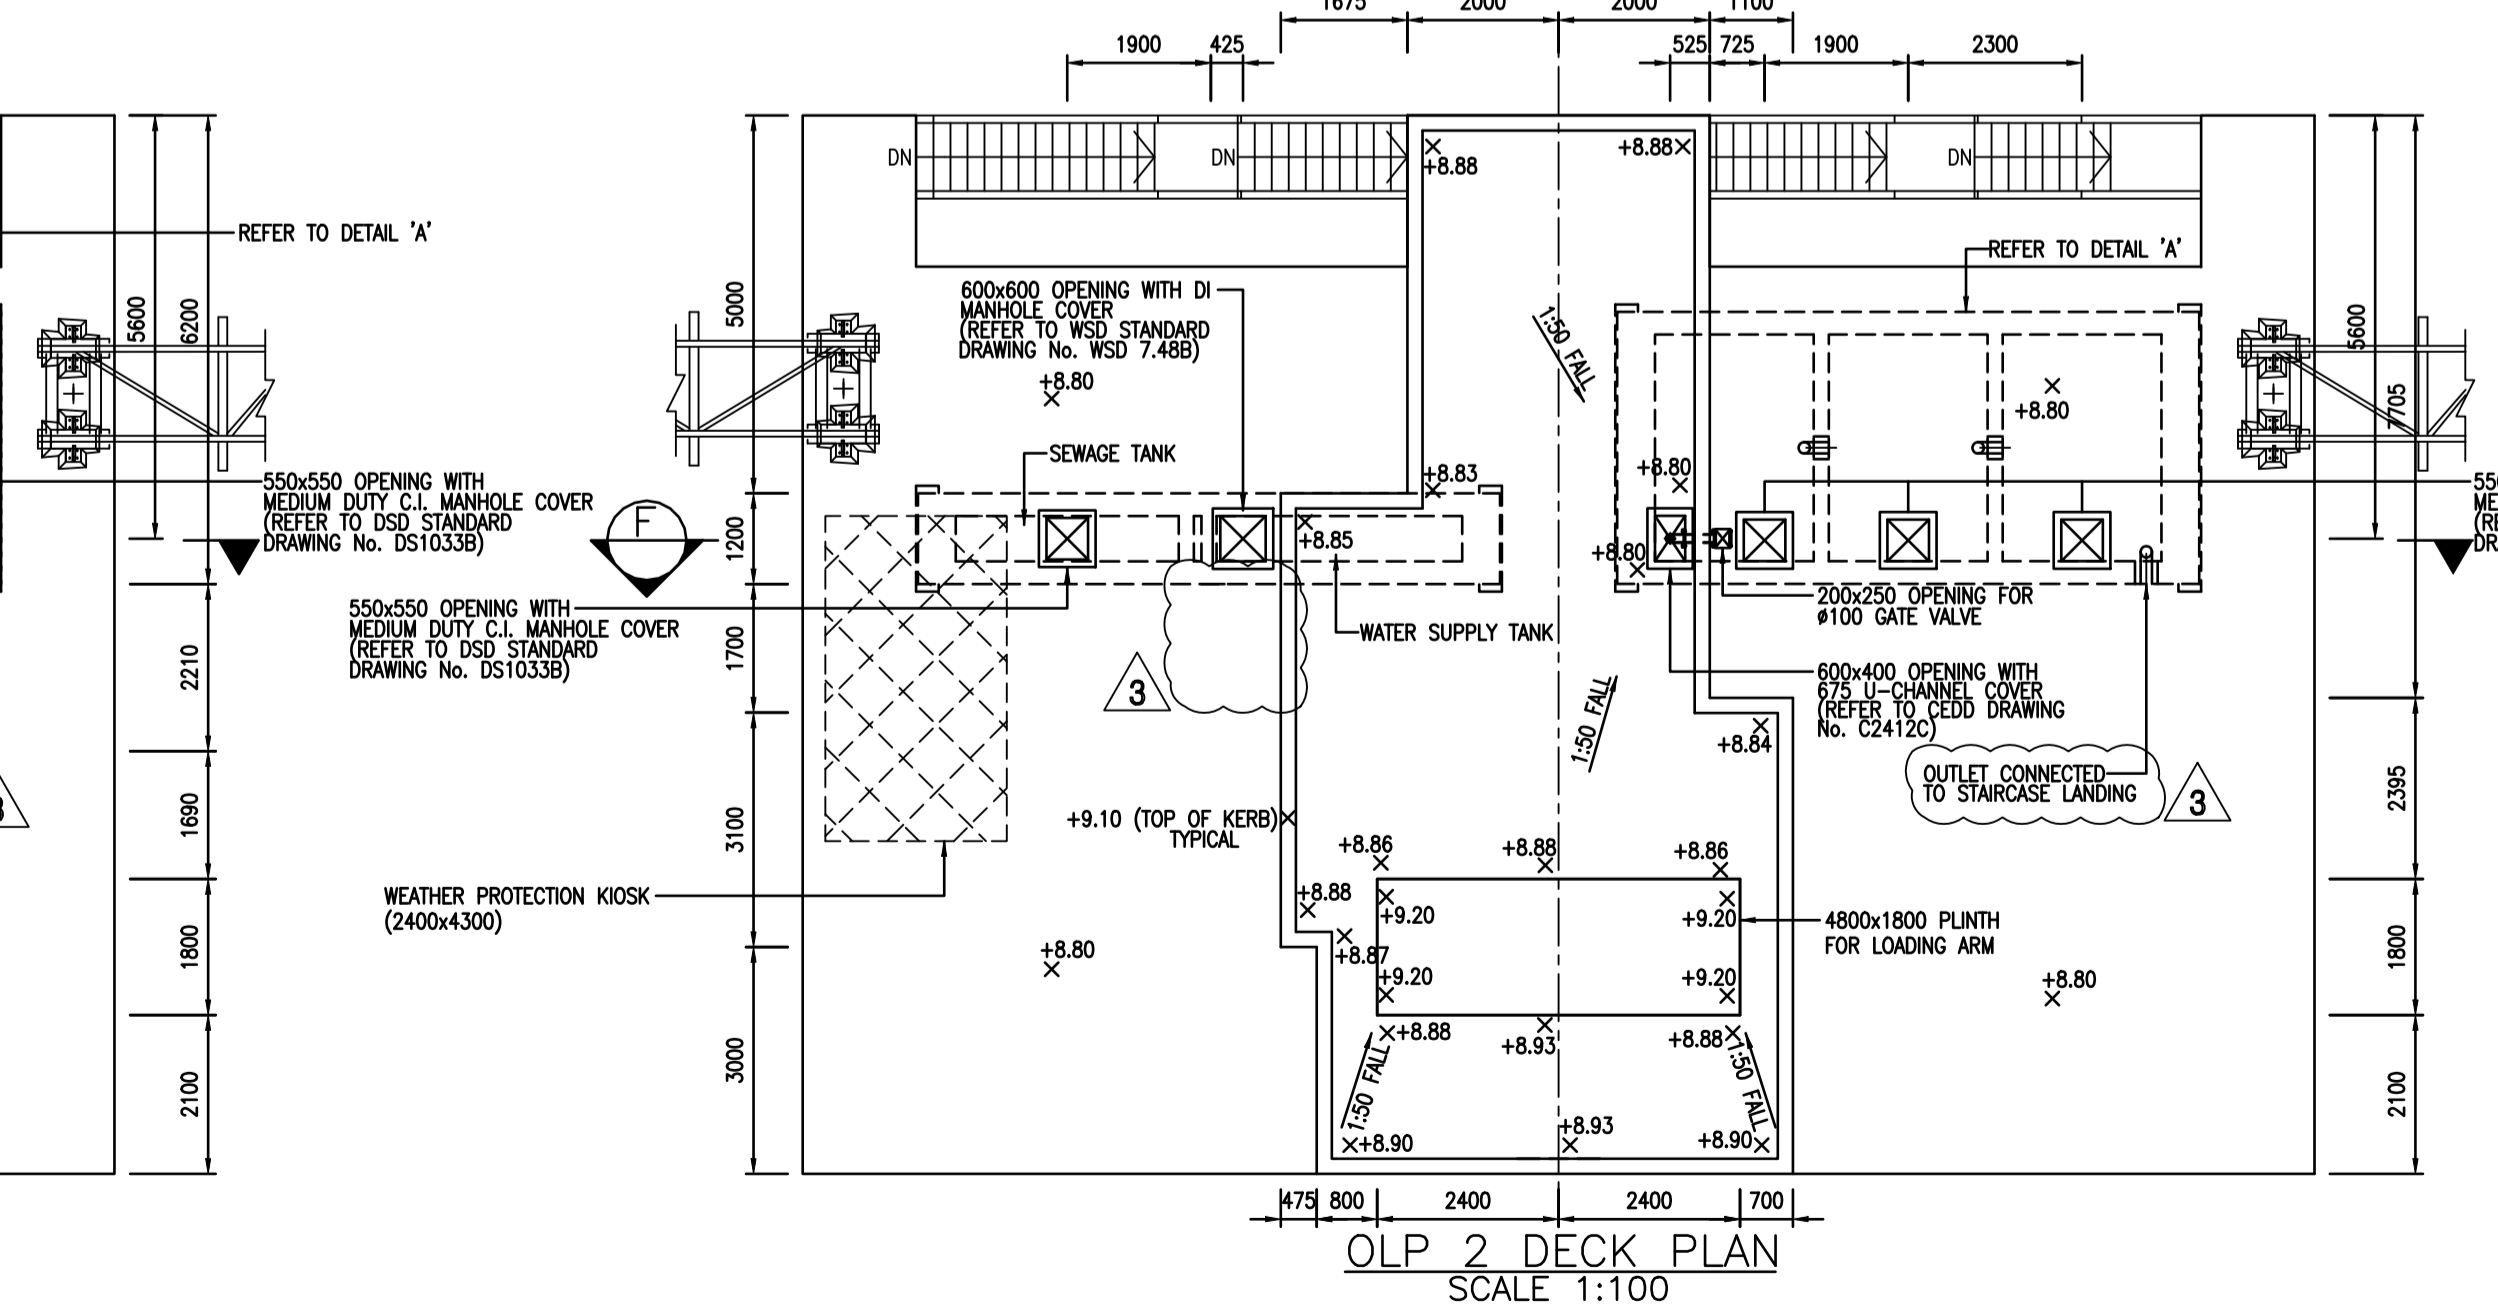 1675
2000
2000
1100
1900
425
525
725
1900
2300
DN
DN
DN
+8.88
+8.88
5600
6200
2210
1690
1800
2100
REFER TO DETAIL 'A'
550x550 OPENING WITH
MEDIUM DUTY C.I. MANHOLE COVER
(REFER TO DSD STANDARD
DRAWING No. DS1033B)
F
5000
1200
1700
3100
3000
600x600 OPENING WITH DI
MANHOLE COVER
(REFER TO WSD STANDARD
DRAWING No. WSD 7.48B)
+8.80
SEWAGE TANK
+8.83
+8.85
550x550 OPENING WITH
MEDIUM DUTY C.I. MANHOLE COVER
(REFER TO DSD STANDARD
DRAWING No. DS1033B)
WATER SUPPLY TANK
3
1:50 FALL
1:50 FALL
REFER TO DETAIL 'A'
+8.80
+8.80
+8.80
200x250 OPENING FOR
ø100 GATE VALVE
600x400 OPENING WITH
675 U-CHANNEL COVER
(REFER TO CEDD DRAWING
No. C2412C)
+8.84
OUTLET CONNECTED
TO STAIRCASE LANDING
3
5600
7705
2395
1800
2100
+9.10 (TOP OF KERB)
TYPICAL
WEATHER PROTECTION KIOSK
(2400x4300)
+8.80
+8.86
+8.88
+8.86
+8.88
+9.20
+9.20
+8.87
+9.20
+9.20
4800x1800 PLINTH
FOR LOADING ARM
+8.80
+8.88
+8.93
+8.88
1:50 FALL
1:50 FALL
+8.90
+8.93
+8.90
475
800
2400
2400
700
OLP 2 DECK PLAN
SCALE 1:100